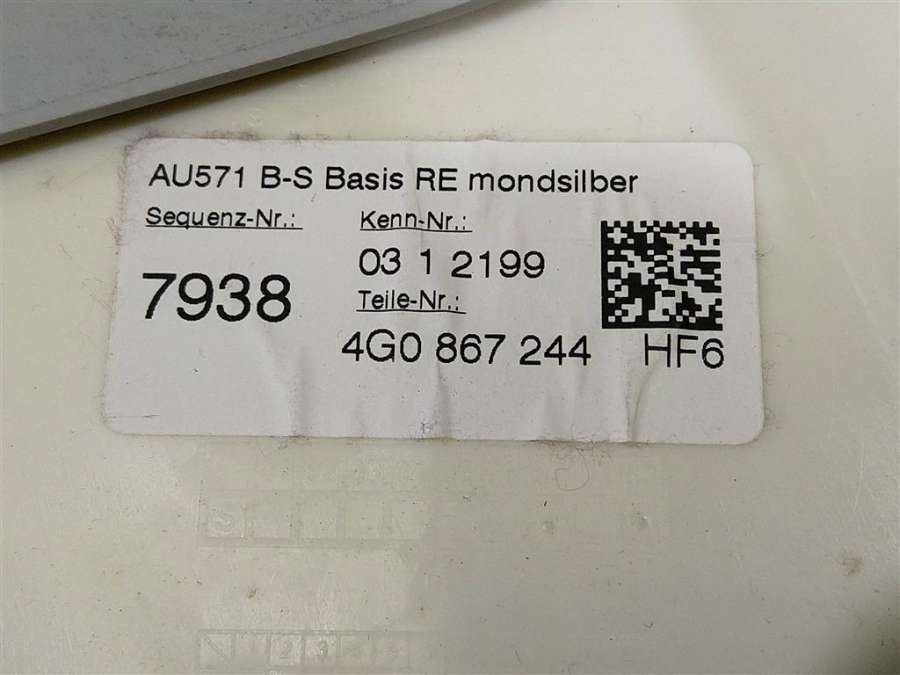 AU571 B-S Basis RE mondsilber
Sequenz-Nr.: Kenn-Nr.:
03 1 2199
7938
Teile-Nr.:
4G0 867 244 HF6